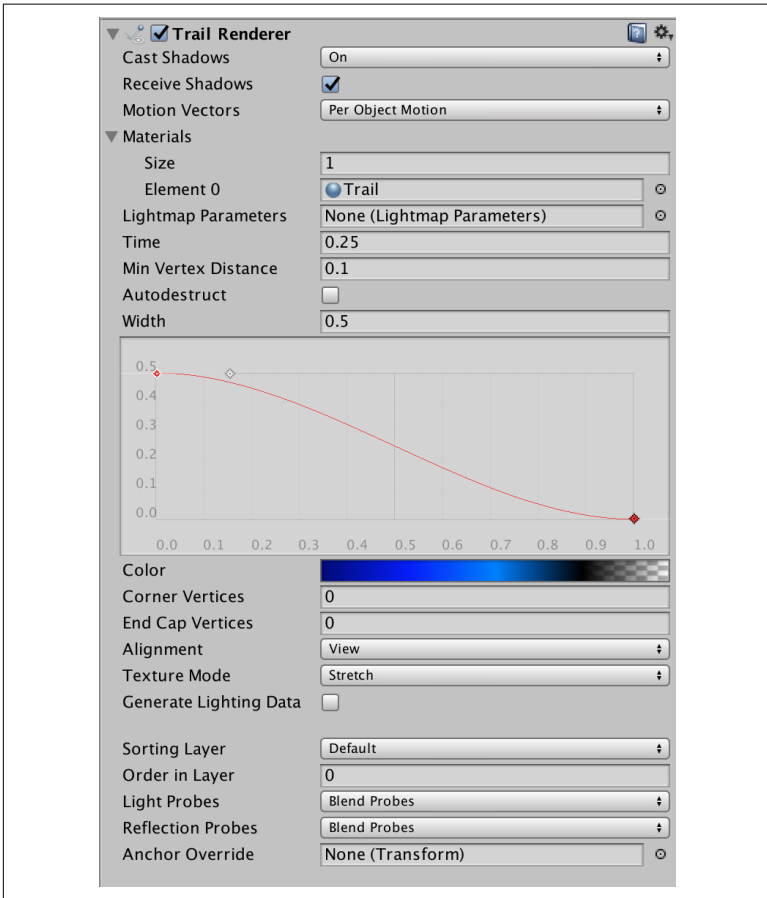 Trail Renderer
Cast Shadows On
Receive Shadows
Motion Vectors Per Object Motion
Materials
Size 1
Element 0 Trail
Lightmap Parameters None (Lightmap Parameters)
Time 0.25
Min Vertex Distance 0.1
Autodestruct
Width 0.5
0.5
0.4
0.3
0.2
0.1
0.0
0.0 0.1 0.2 0.3 0.4 0.5 0.6 0.7 0.8 0.9 1.0
Color
Corner Vertices 0
End Cap Vertices 0
Alignment View
Texture Mode Stretch
Generate Lighting Data
Sorting Layer Default
Order in Layer 0
Light Probes Blend Probes
Reflection Probes Blend Probes
Anchor Override None (Transform)